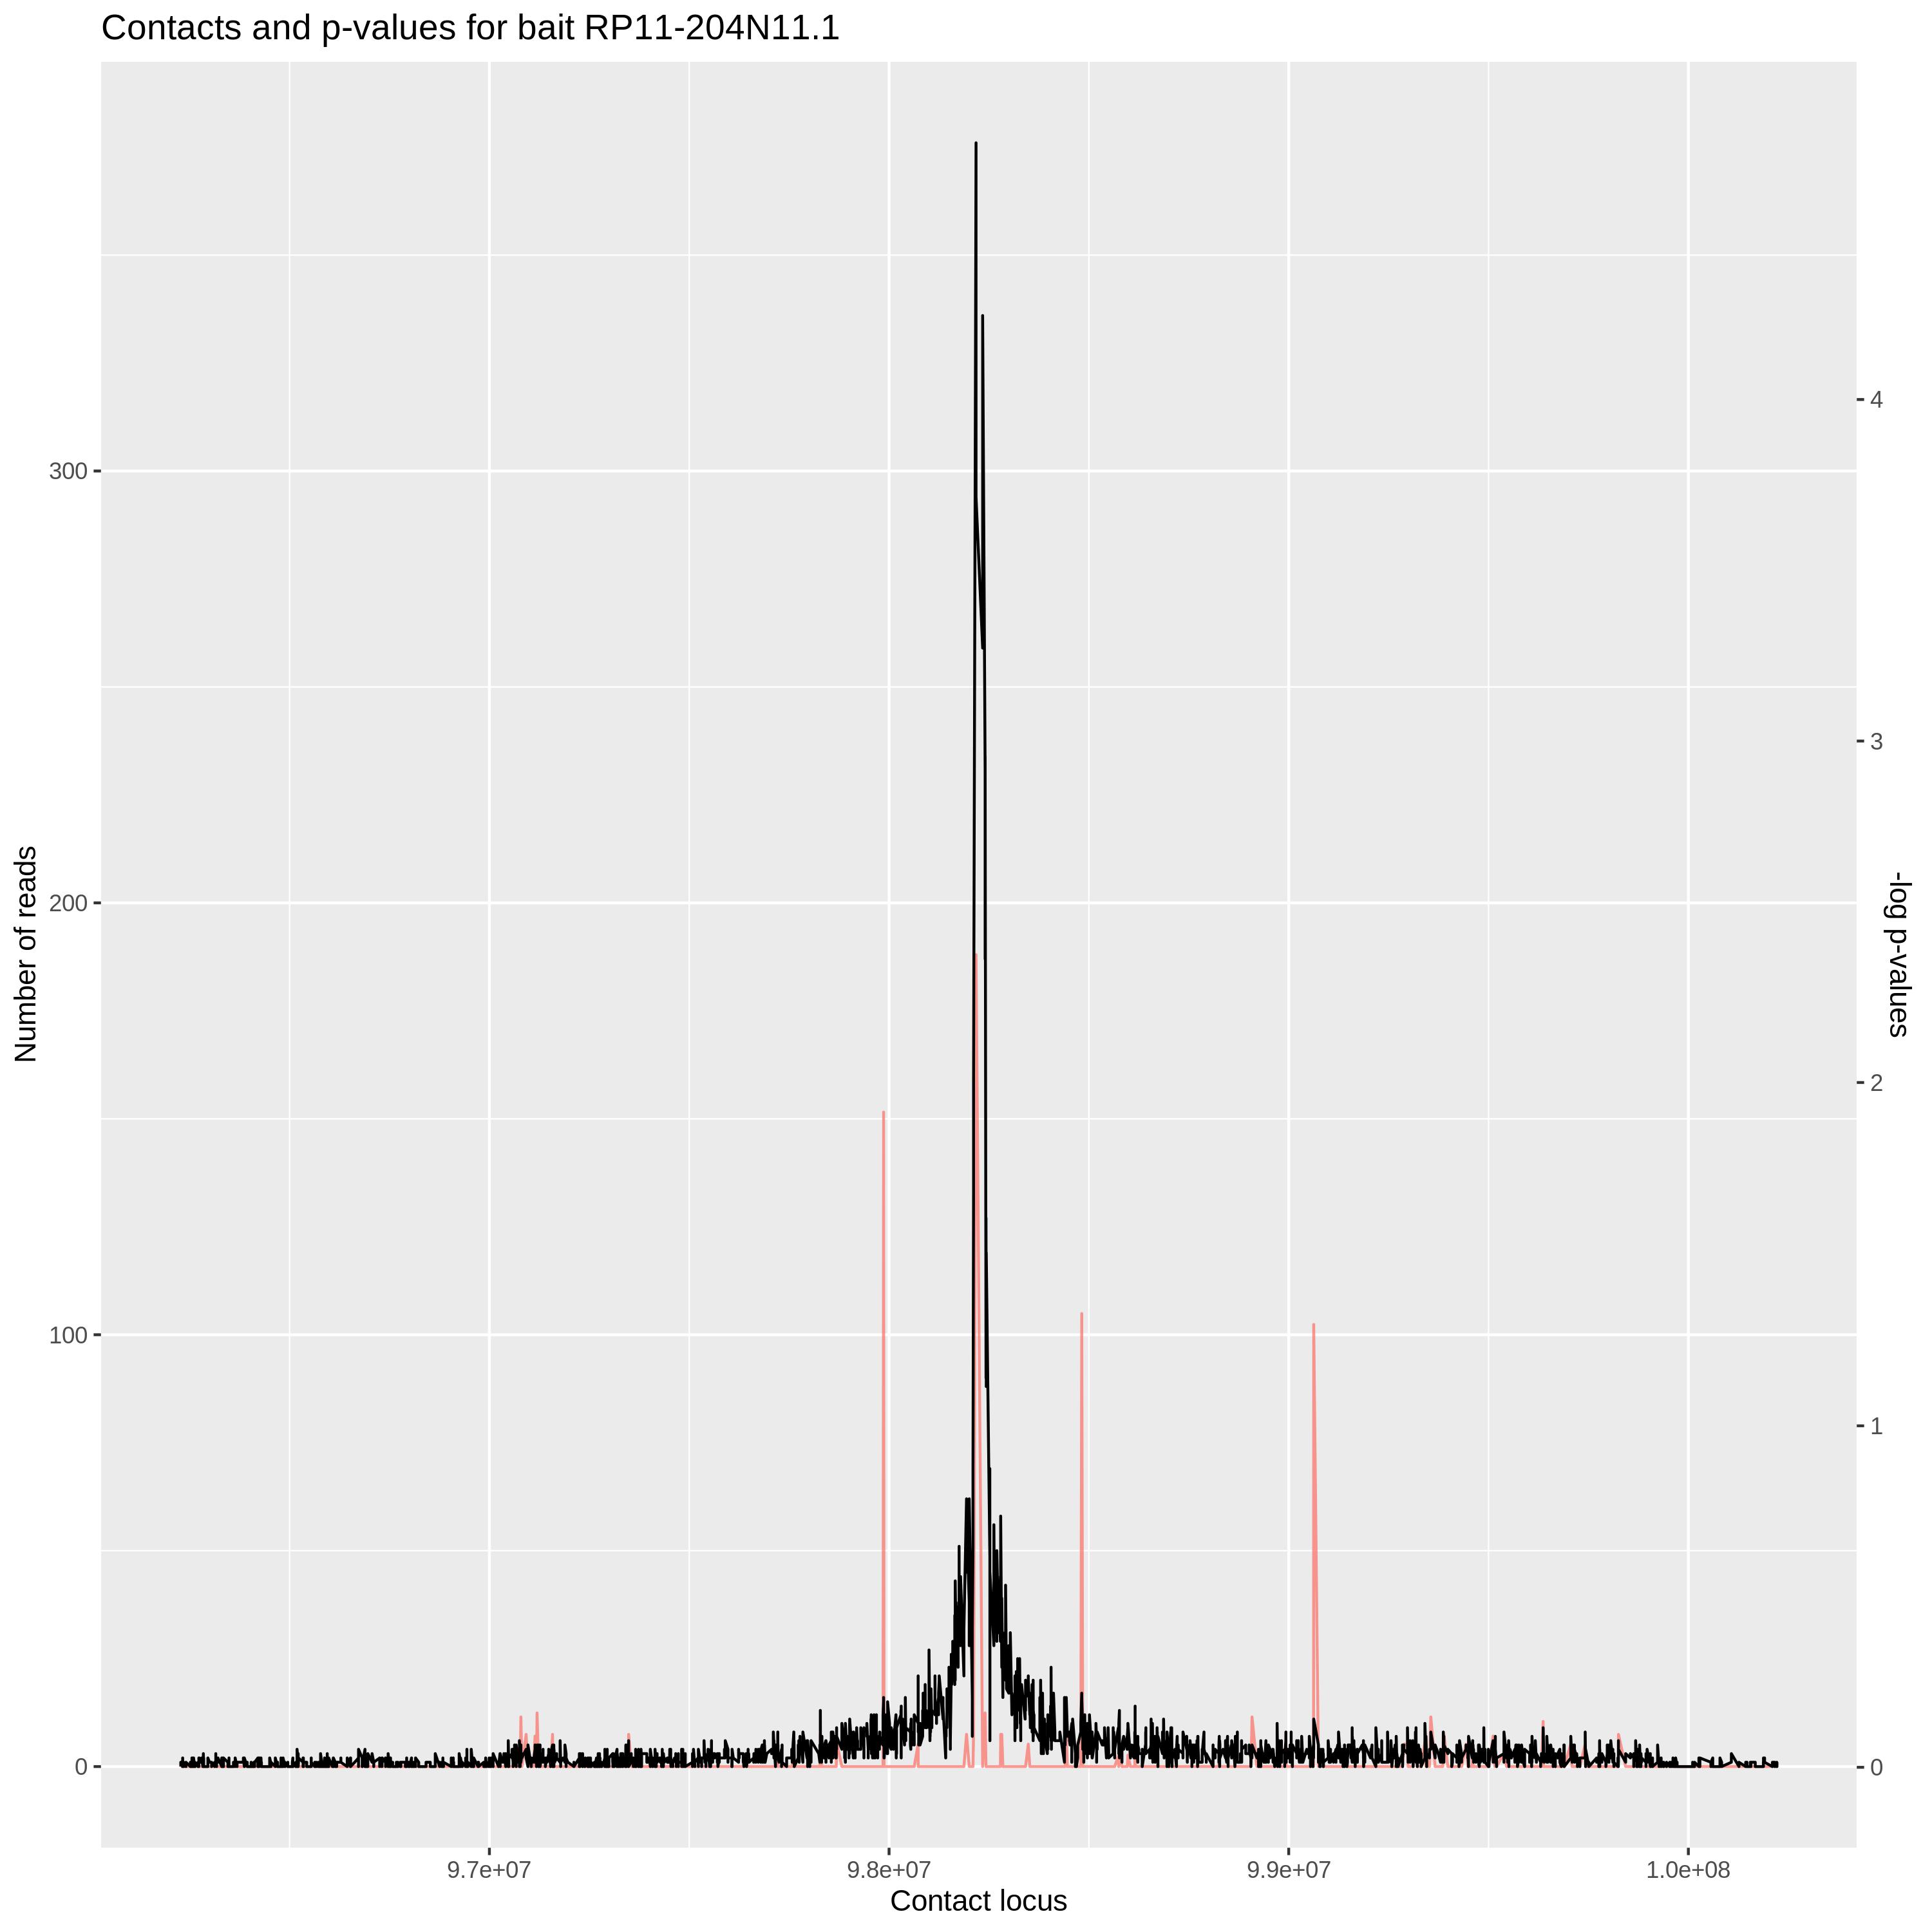 Contacts and p-values for bait RP11-204N11.1
Number of reads
300
200
100
0
4
3
2
1
0
-log p-values
9.7e+07
9.8e+07
9.9e+07
1.0e+08
Contact locus